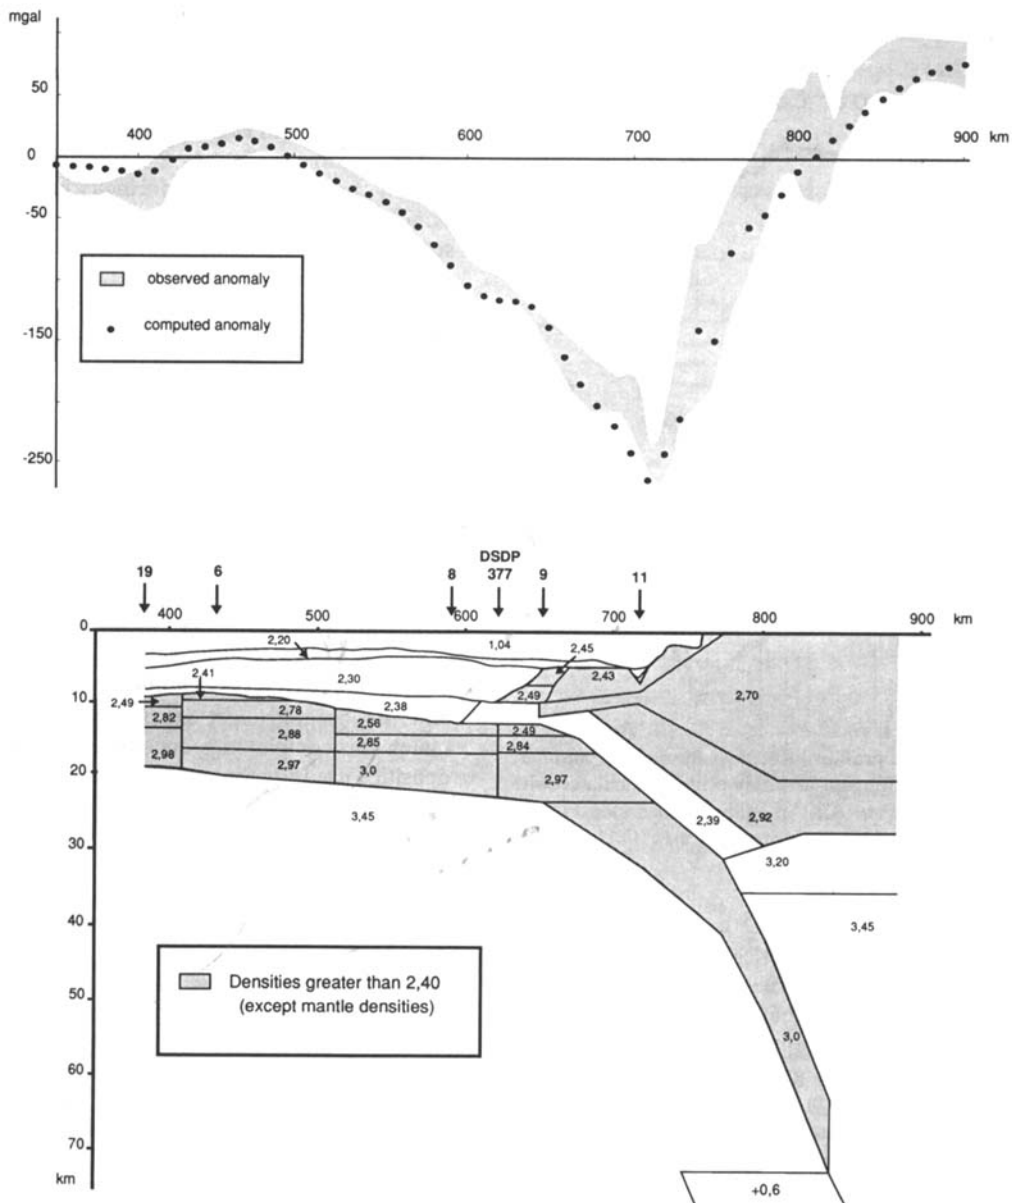 mgal
50
400 500 600 700 800 900 km
0
-50
observed anomaly
computed anomaly
-150
-250
DSDP
19 6 8 377 9 11
0 400 500 600 700 800 900 km
2,20 1,04 2,45
2,41 2,30 2,43
2,49 2,49 2,70
10 2,78 2,38
2,82 2,88 2,56 2,49
2,85 2,84
2,98 2,97 3,0 2,97
20
3,45 2,39 2,92
30 3,20
40 3,45
Densities greater than 2,40
(except mantle densities)
50
3,0
60
70
km
+0,6